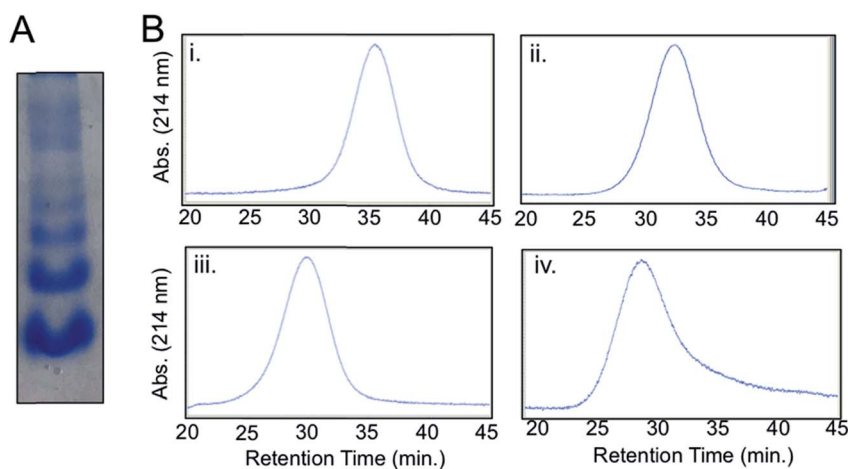 A
B
i.
ii.
Abs. (214 nm)
20 25 30 35 40 45
20 25 30 35 40 45
iii.
iv.
Abs. (214 nm)
20 25 30 35 40 45
20 25 30 35 40 45
Retention Time (min.)
Retention Time (min.)